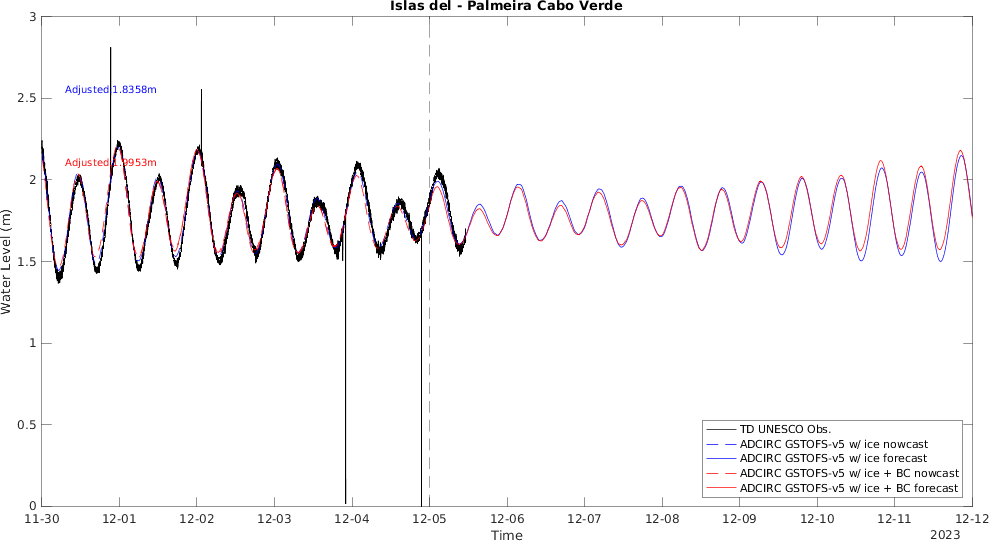 Islas del - Palmeira Cabo Verde
3
2.5
2
1.5
1
0.5
0
Water Level (m)
Adjusted 1.8358m
Adjusted 1.9953m
TD UNESCO Obs.
ADCIRC GSTOFS-v5 w/ ice nowcast
ADCIRC GSTOFS-v5 w/ ice forecast
ADCIRC GSTOFS-v5 w/ ice + BC nowcast
ADCIRC GSTOFS-v5 w/ ice + BC forecast
11-30 12-01 12-02 12-03 12-04 12-05 12-06 12-07 12-08 12-09 12-10 12-11 12-12
Time
2023